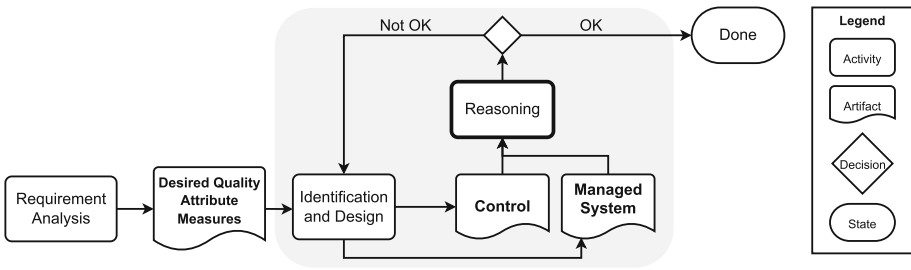 Not OK
OK
Done
Reasoning
Requirement
Analysis
Desired Quality
Attribute
Measures
Identification
and Design
Control
Managed
System
Legend
Activity
Artifact
Decision
State